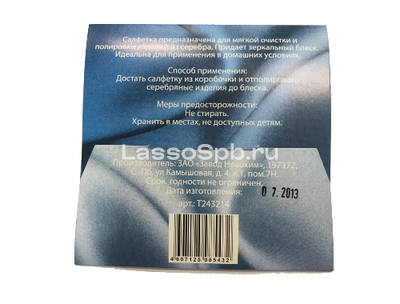 Салфетка предназначена для мягкой очистки и
полировки изделий из серебра. Придает зеркальный блеск.
Идеальна для применения в домашних условиях.
Способ применения:
Достать салфетку из коробочки и отполировать
серебряные изделия до блеска.
Меры предосторожности:
Не стирать.
Хранить в местах, не доступных детям.
LassoSpb.ru
Производитель: ЗАО «Завод Невохим», 197372,
С-Пб, ул Камышовая, д. 4, к.1, пом.7Н.
Срок годности не ограничен.
Дата изготовления: 0 7. 2013
арт.: Т243214
4607125985432